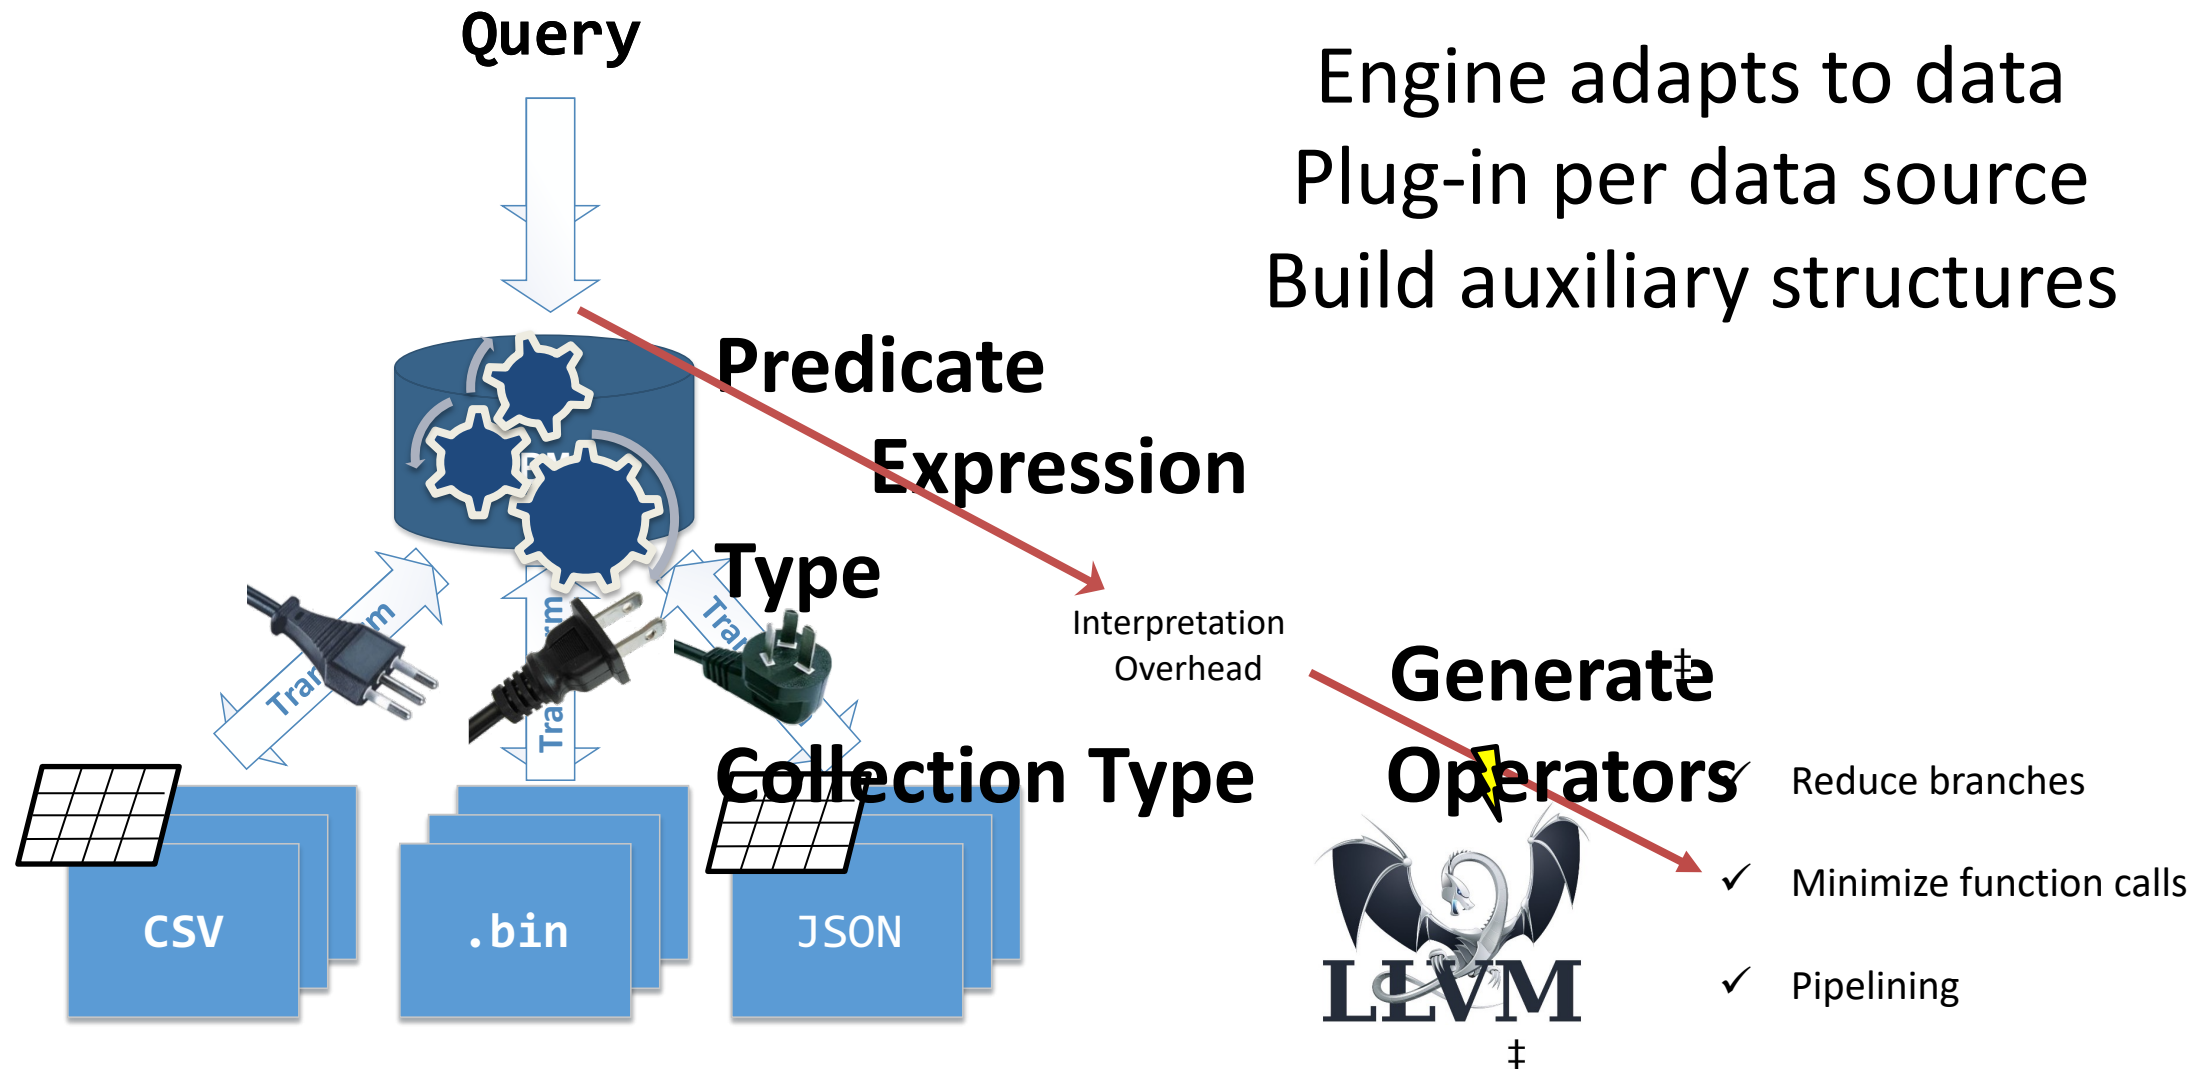 Query
Engine adapts to data
Plug-in per data source
Build auxiliary structures
Predicate
Expression
Type
Interpretation
Overhead
Generate
‡
Collection Type
Operators
✓ Reduce branches
✓ Minimize function calls
✓ Pipelining
CSV
.bin
JSON
LLVM
‡